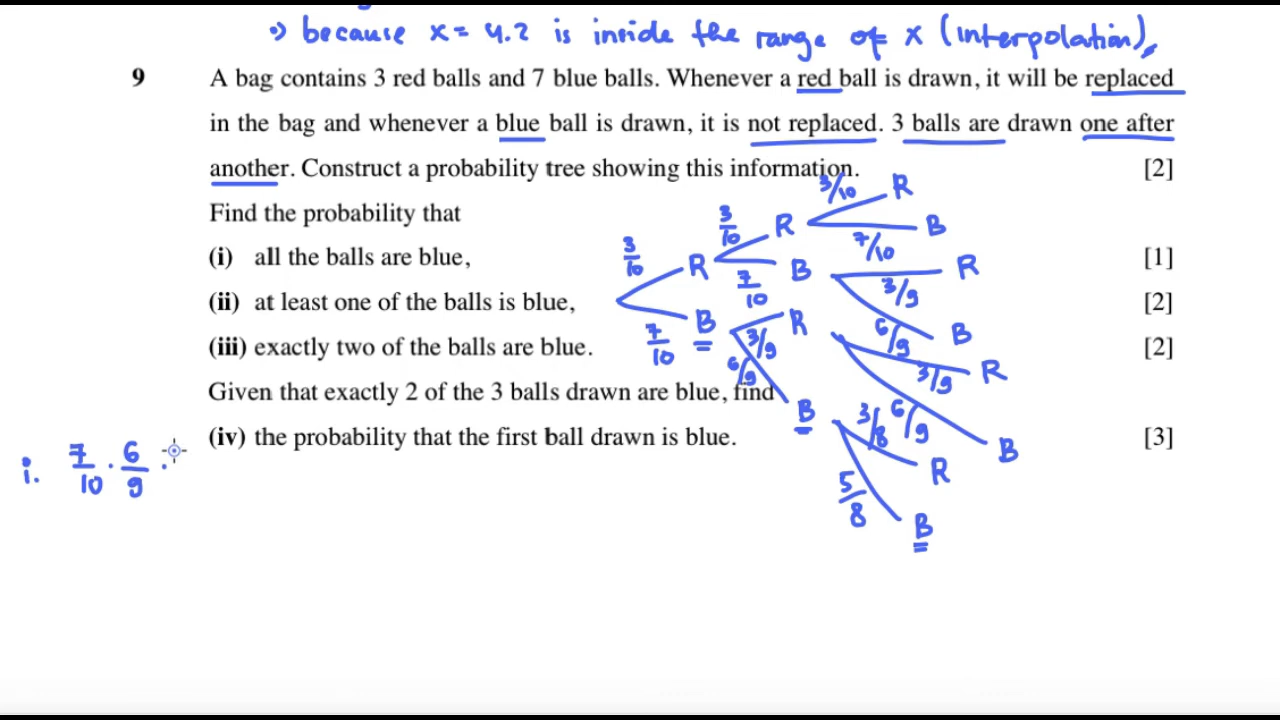 ↝ because x = 4.2 is inside the range of x (interpolation).
9 A bag contains 3 red balls and 7 blue balls. Whenever a red ball is drawn, it will be replaced
in the bag and whenever a blue ball is drawn, it is not replaced. 3 balls are drawn one after
another. Construct a probability tree showing this information. [2]
Find the probability that
(i) all the balls are blue, [1]
(ii) at least one of the balls is blue, [2]
(iii) exactly two of the balls are blue. [2]
Given that exactly 2 of the 3 balls drawn are blue, find
(iv) the probability that the first ball drawn is blue. [3]
3/10 R
3/10 R
7/10 B
3/10 R
7/10 B
3/9 R
6/9 B
7/10 B
3/9 R
3/9 R
6/9 B
6/9 B
3/8 R
5/8 B
i. 7/10 · 6/9 ·